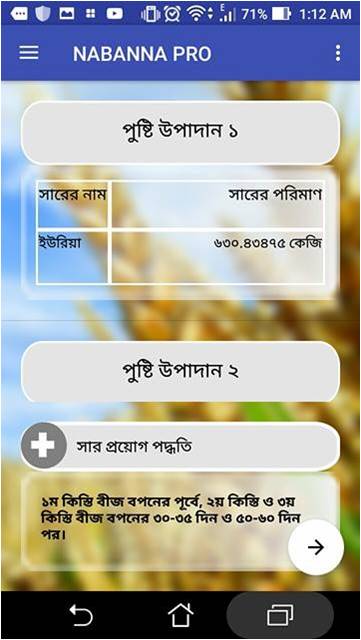 71% 1:12 AM
NABANNA PRO
পুষ্টি উপাদান ১
সারের নাম সারের পরিমাণ
ইউরিয়া ৬৩০.৪৩৪৭৫ কেজি
পুষ্টি উপাদান ২
সার প্রয়োগ পদ্ধতি
১ম কিস্তি বীজ বপনের পূর্বে, ২য় কিস্তি ও ৩য়
কিস্তি বীজ বপনের ৩০-৩৫ দিন ও ৫০-৬০ দিন
পর।